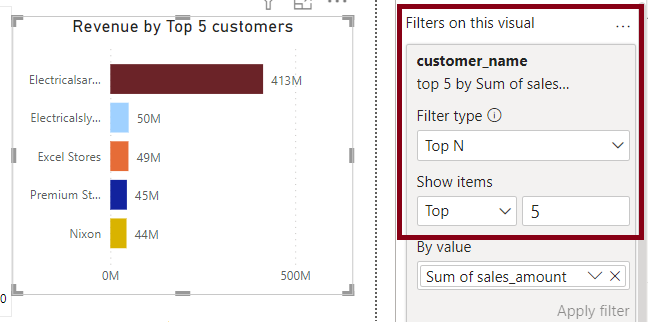 Revenue by Top 5 customers
Electricalsar...
413M
Electricalsly...
50M
Excel Stores
49M
Premium St...
45M
Nixon
44M
0M
500M
0
Filters on this visual
...
customer_name
top 5 by Sum of sales...
Filter type
Top N
Show items
Top
5
By value
Sum of sales_amount
Apply filter